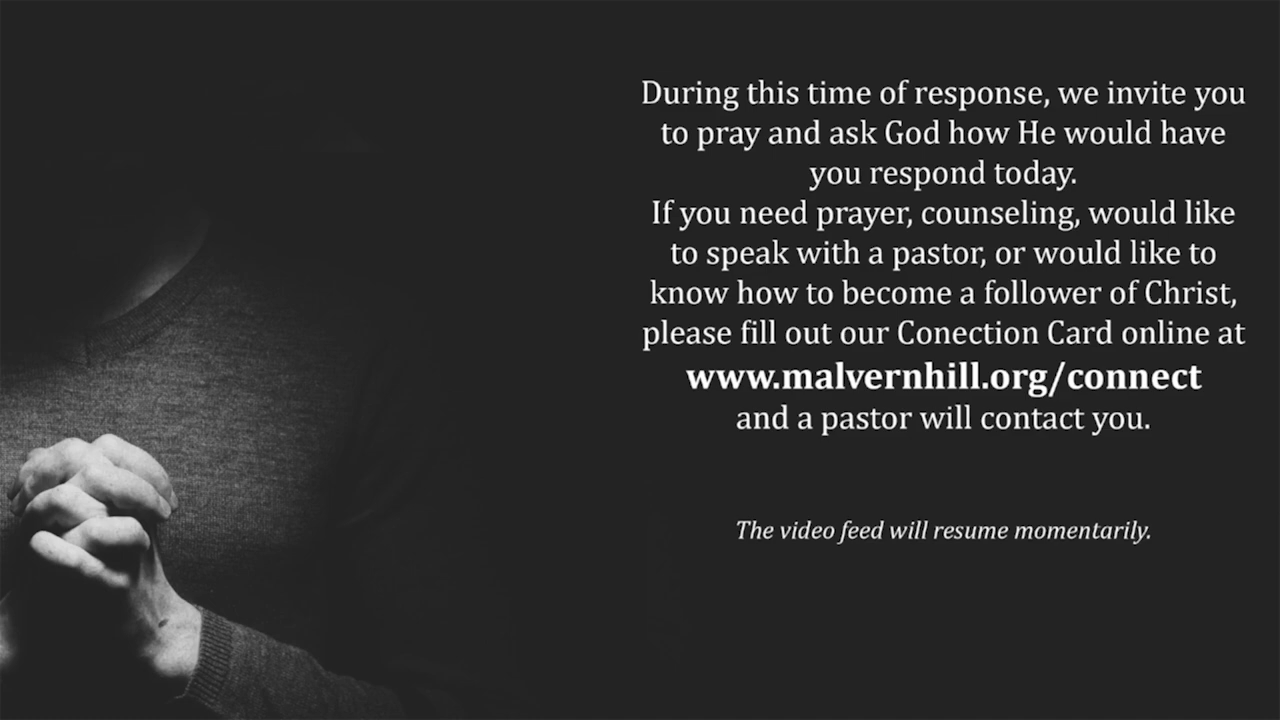 During this time of response, we invite you
to pray and ask God how He would have
you respond today.
If you need prayer, counseling, would like
to speak with a pastor, or would like to
know how to become a follower of Christ,
please fill out our Conection Card online at
www.malvernhill.org/connect
and a pastor will contact you.
The video feed will resume momentarily.